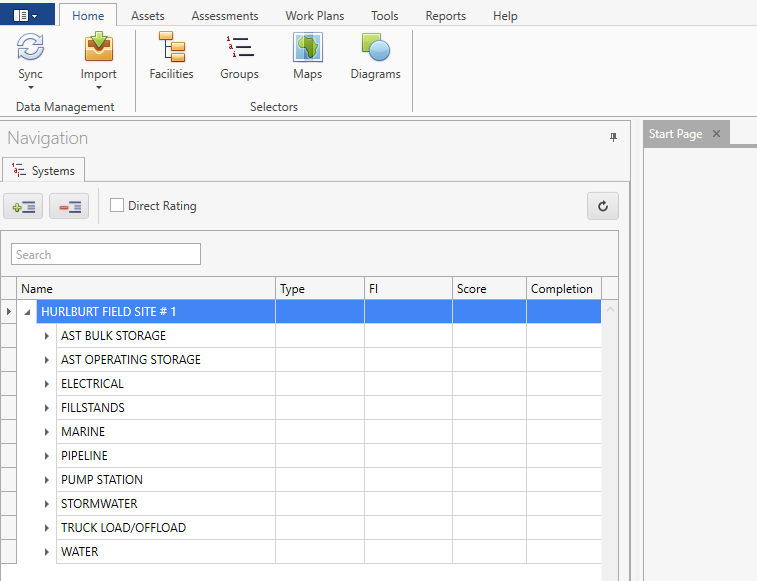 Home Assets Assessments Work Plans Tools Reports Help
Sync Import Facilities Groups Maps Diagrams
Data Management Selectors
Navigation
Start Page
Systems
Direct Rating
Search
Name Type FI Score Completion
HURLBURT FIELD SITE # 1
AST BULK STORAGE
AST OPERATING STORAGE
ELECTRICAL
FILLSTANDS
MARINE
PIPELINE
PUMP STATION
STORMWATER
TRUCK LOAD/OFFLOAD
WATER